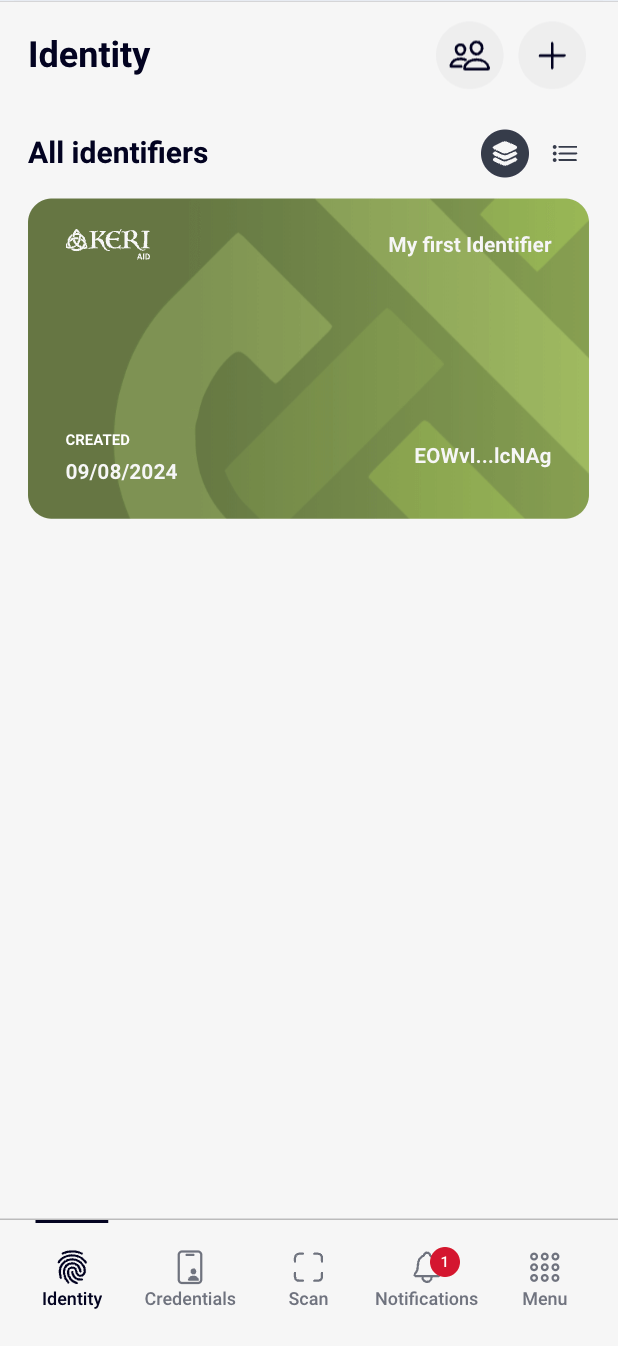 Identity
All identifiers
KERI
AID
My first Identifier
CREATED
09/08/2024
EOWvI...lcNAg
1
Identity
Credentials
Scan
Notifications
Menu